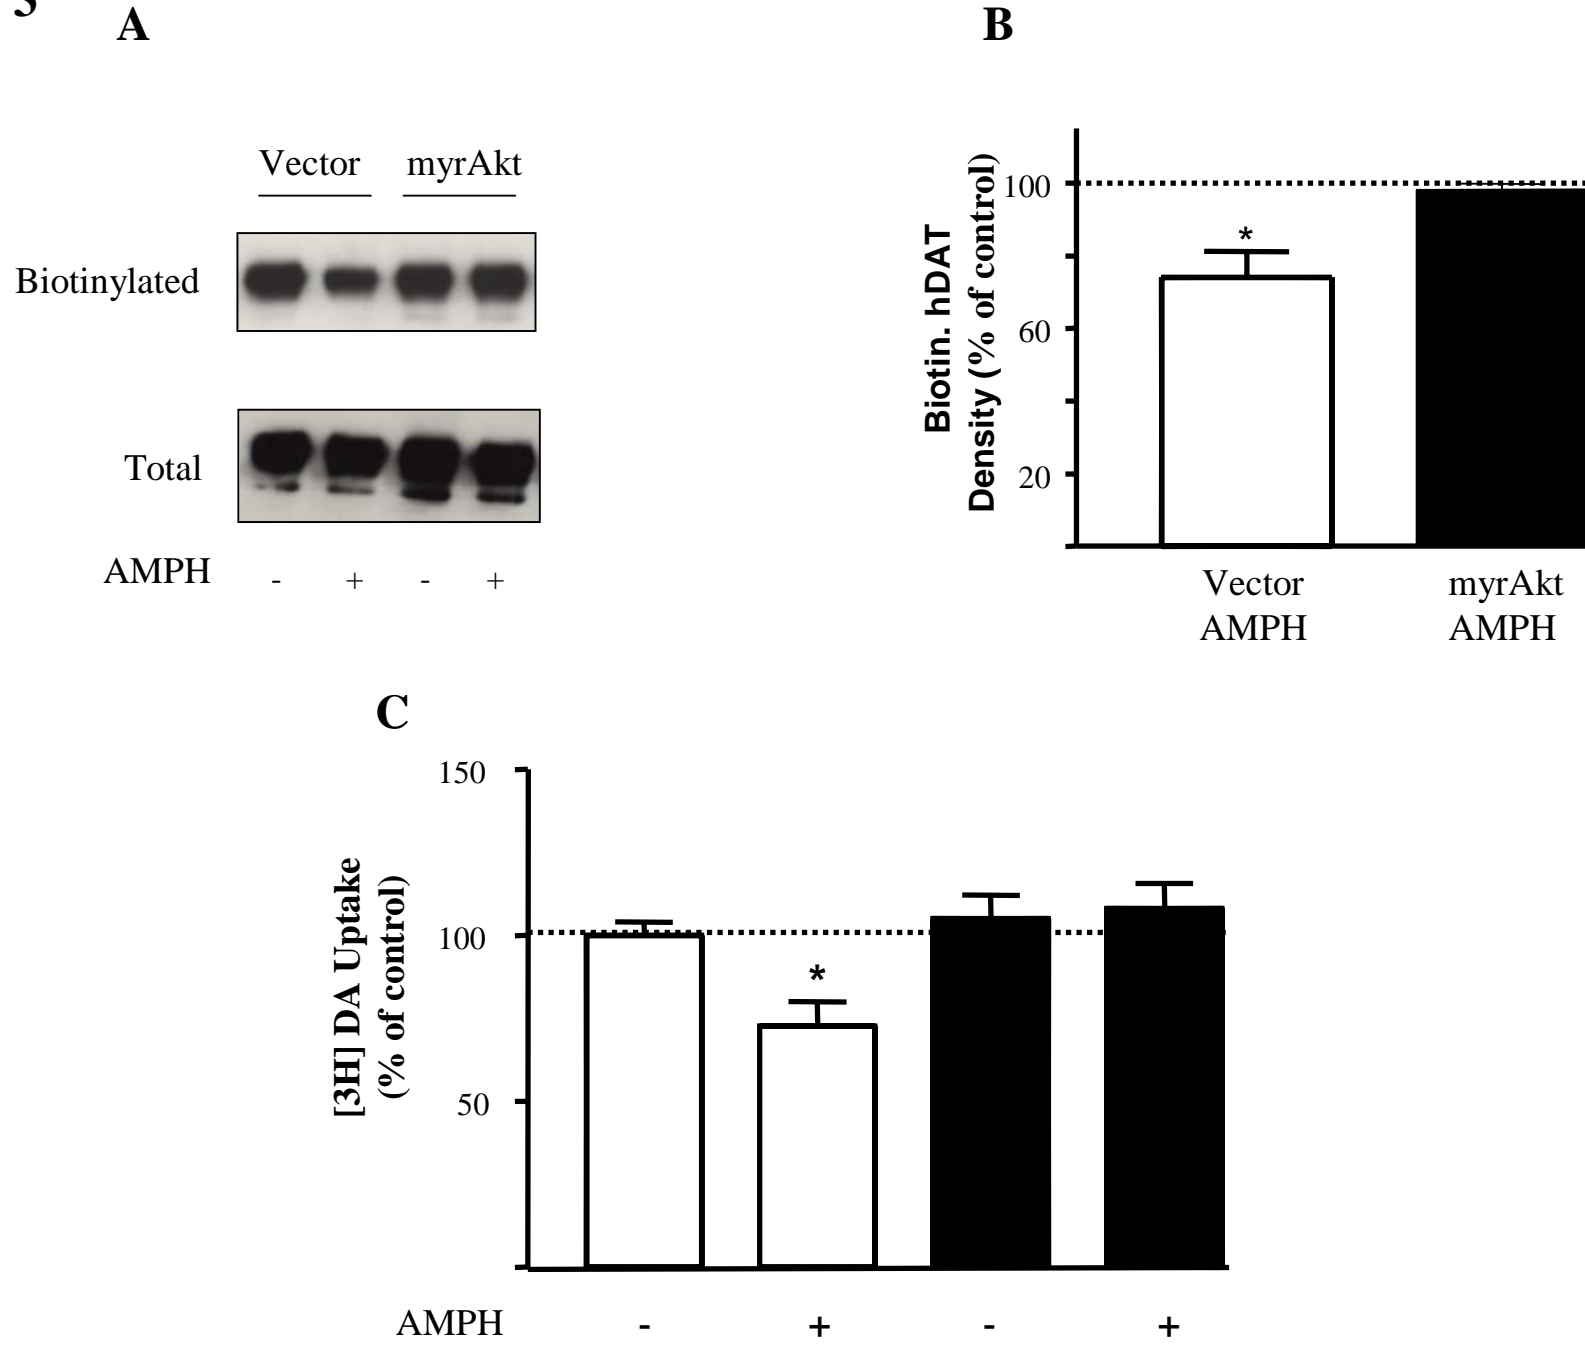 A
B
Vector myrAkt
Biotinylated
Total
AMPH - + - +
Biotin. hDAT
Density (% of control)
100
60
20
*
Vector
AMPH
myrAkt
AMPH
C
[3H] DA Uptake
(% of control)
150
100
50
*
AMPH - + - +